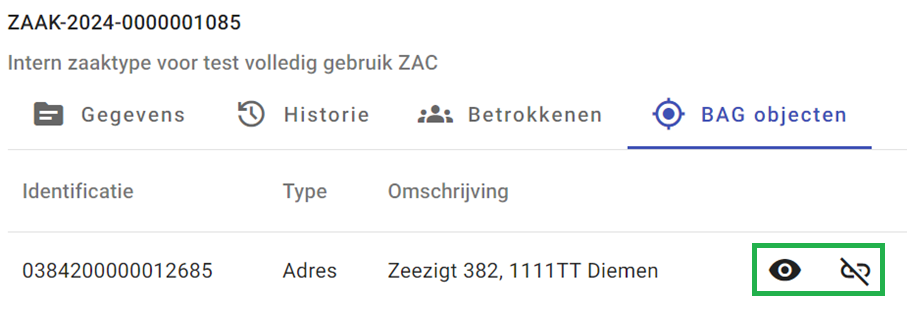 ZAAK-2024-0000001085
Intern zaaktype voor test volledig gebruik ZAC
Gegevens Historie Betrokkenen BAG objecten
Identificatie Type Omschrijving
0384200000012685 Adres Zeezigt 382, 1111TT Diemen